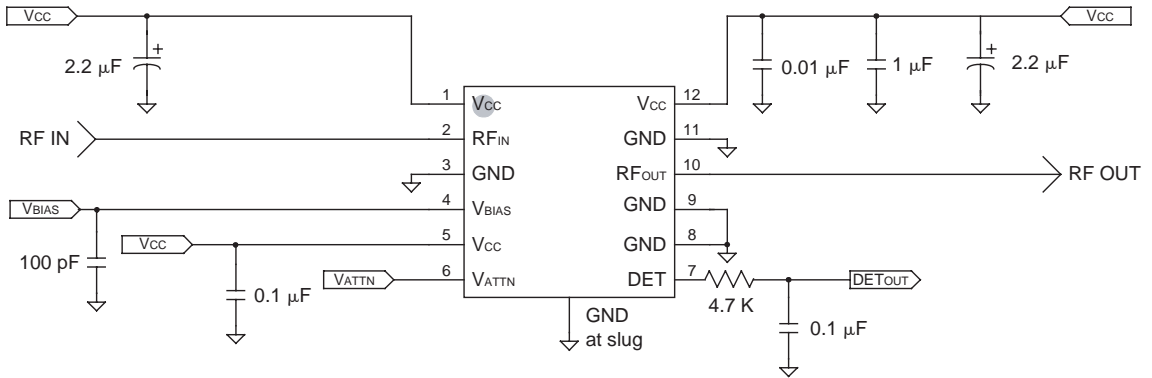 VCC
VCC
+
2.2 µF
0.01 µF
1 µF
+
2.2 µF
1
VCC
VCC
12
RF IN
2
RFIN
GND
11
3
GND
RFOUT
10
RF OUT
VBIAS
4
VBIAS
GND
9
100 pF
VCC
5
VCC
GND
8
0.1 µF
VATTN
6
VATTN
DET
7
4.7 K
DETOUT
GND
at slug
0.1 µF